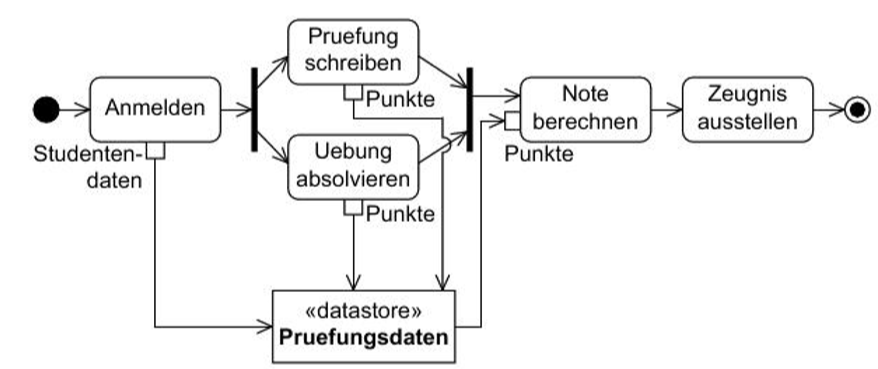 Pruefung
schreiben
Punkte
Anmelden
Studenten-
daten
Uebung
absolvieren
Punkte
Note
berechnen
Punkte
Zeugnis
ausstellen
«datastore»
Pruefungsdaten